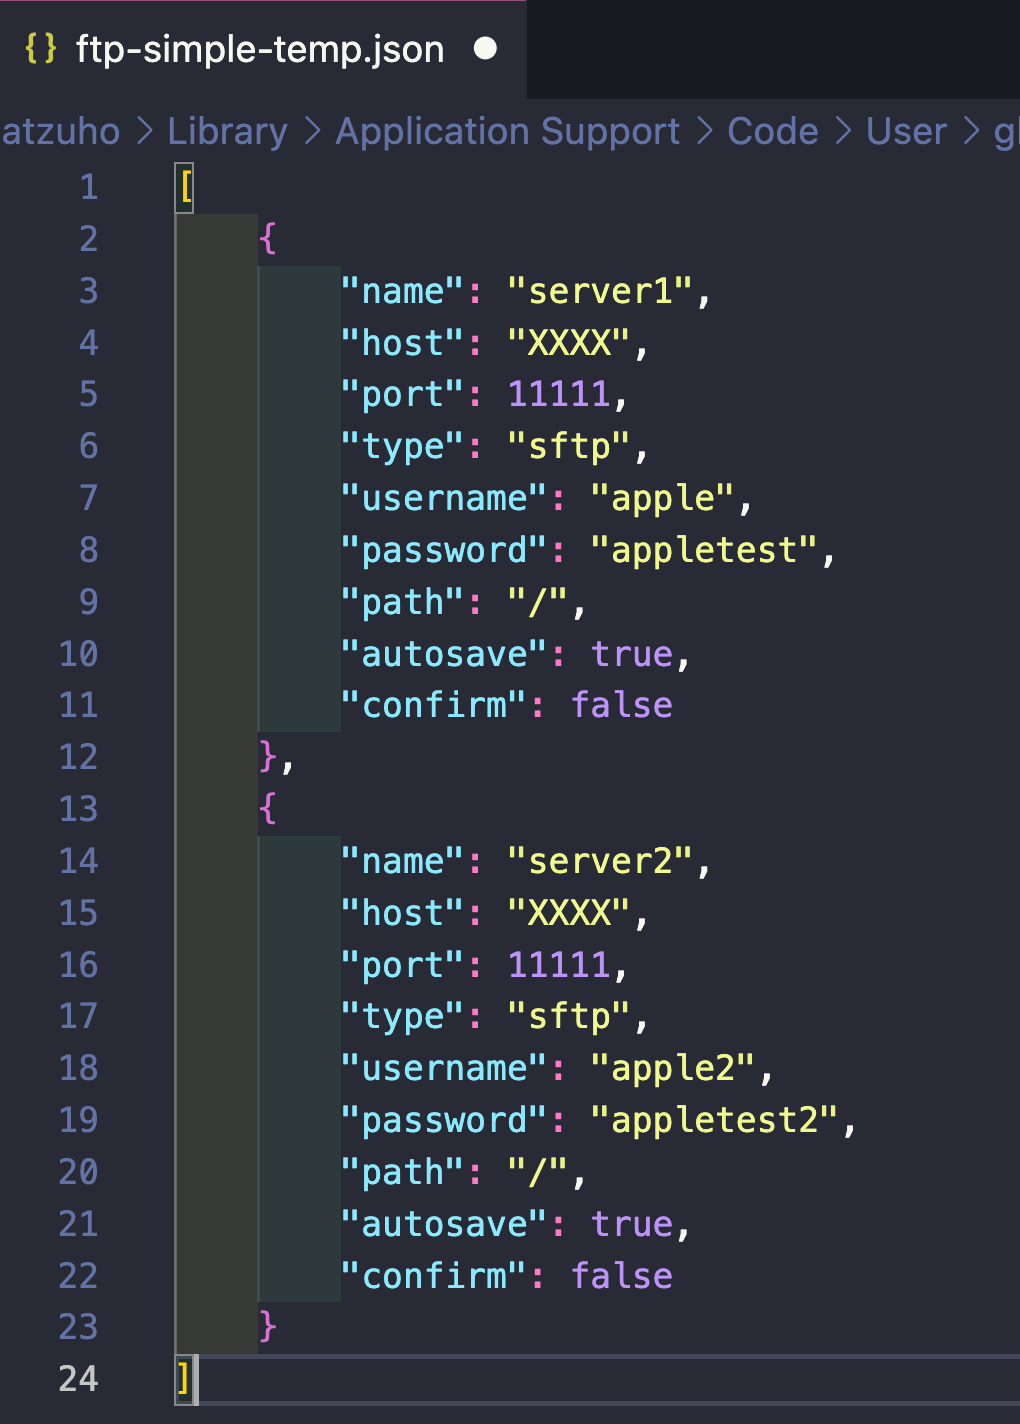 {} ftp-simple-temp.json
atzuho > Library > Application Support > Code > User >
1 [
2 {
3 "name": "server1",
4 "host": "XXXX",
5 "port": 11111,
6 "type": "sftp",
7 "username": "apple",
8 "password": "appletest",
9 "path": "/",
10 "autosave": true,
11 "confirm": false
12 },
13 {
14 "name": "server2",
15 "host": "XXXX",
16 "port": 11111,
17 "type": "sftp",
18 "username": "apple2",
19 "password": "appletest2",
20 "path": "/",
21 "autosave": true,
22 "confirm": false
23 }
24 ]